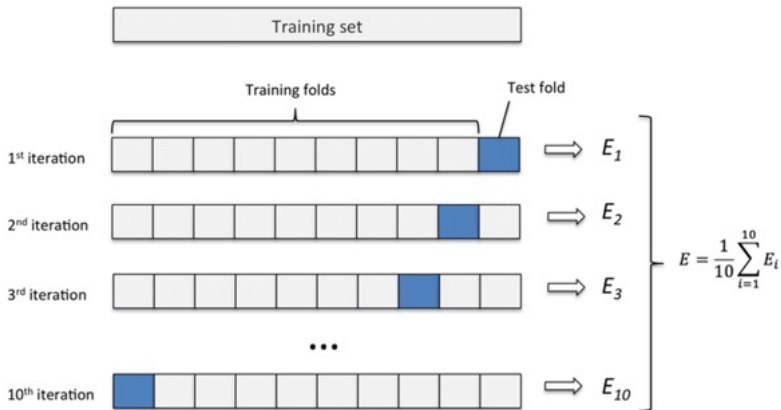 Training set
Training folds
Test fold
1st iteration
E1
2nd iteration
E2
3rd iteration
E3
E = 1/10 ∑ i=1 10 Ei
...
10th iteration
E10